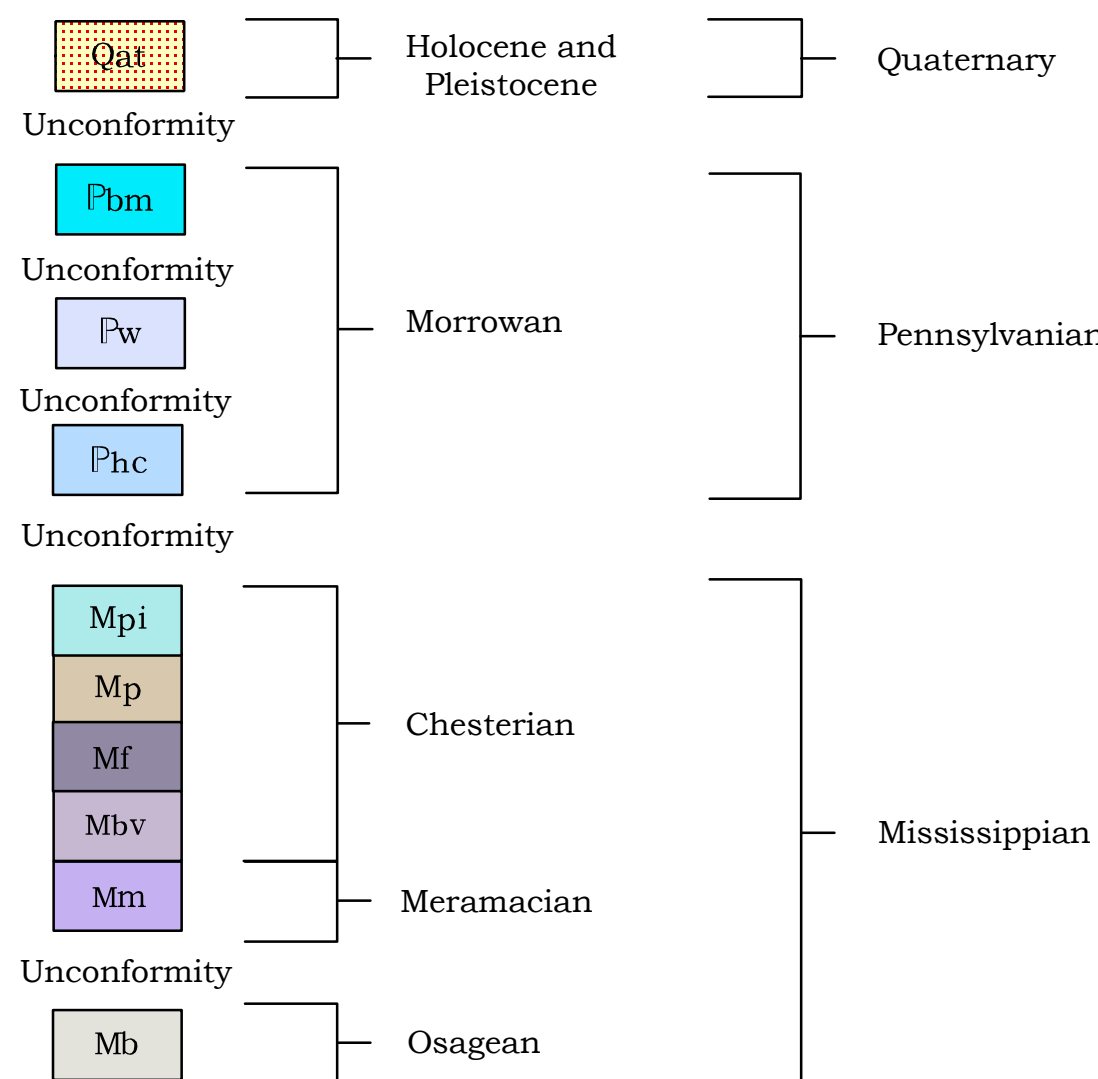 Qat
Holocene and
Pleistocene
Quaternary
Unconformity
ℙbm
Unconformity
ℙw
Morrowan
Pennsylvanian
Unconformity
ℙhc
Unconformity
Mpi
Mp
Chesterian
Mf
Mbv
Mississippian
Mm
Meramacian
Unconformity
Mb
Osagean